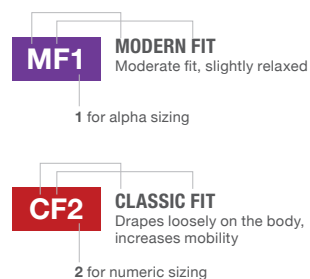 MF1
MODERN FIT
Moderate fit, slightly relaxed
1 for alpha sizing
CF2
CLASSIC FIT
Drapes loosely on the body,
increases mobility
2 for numeric sizing